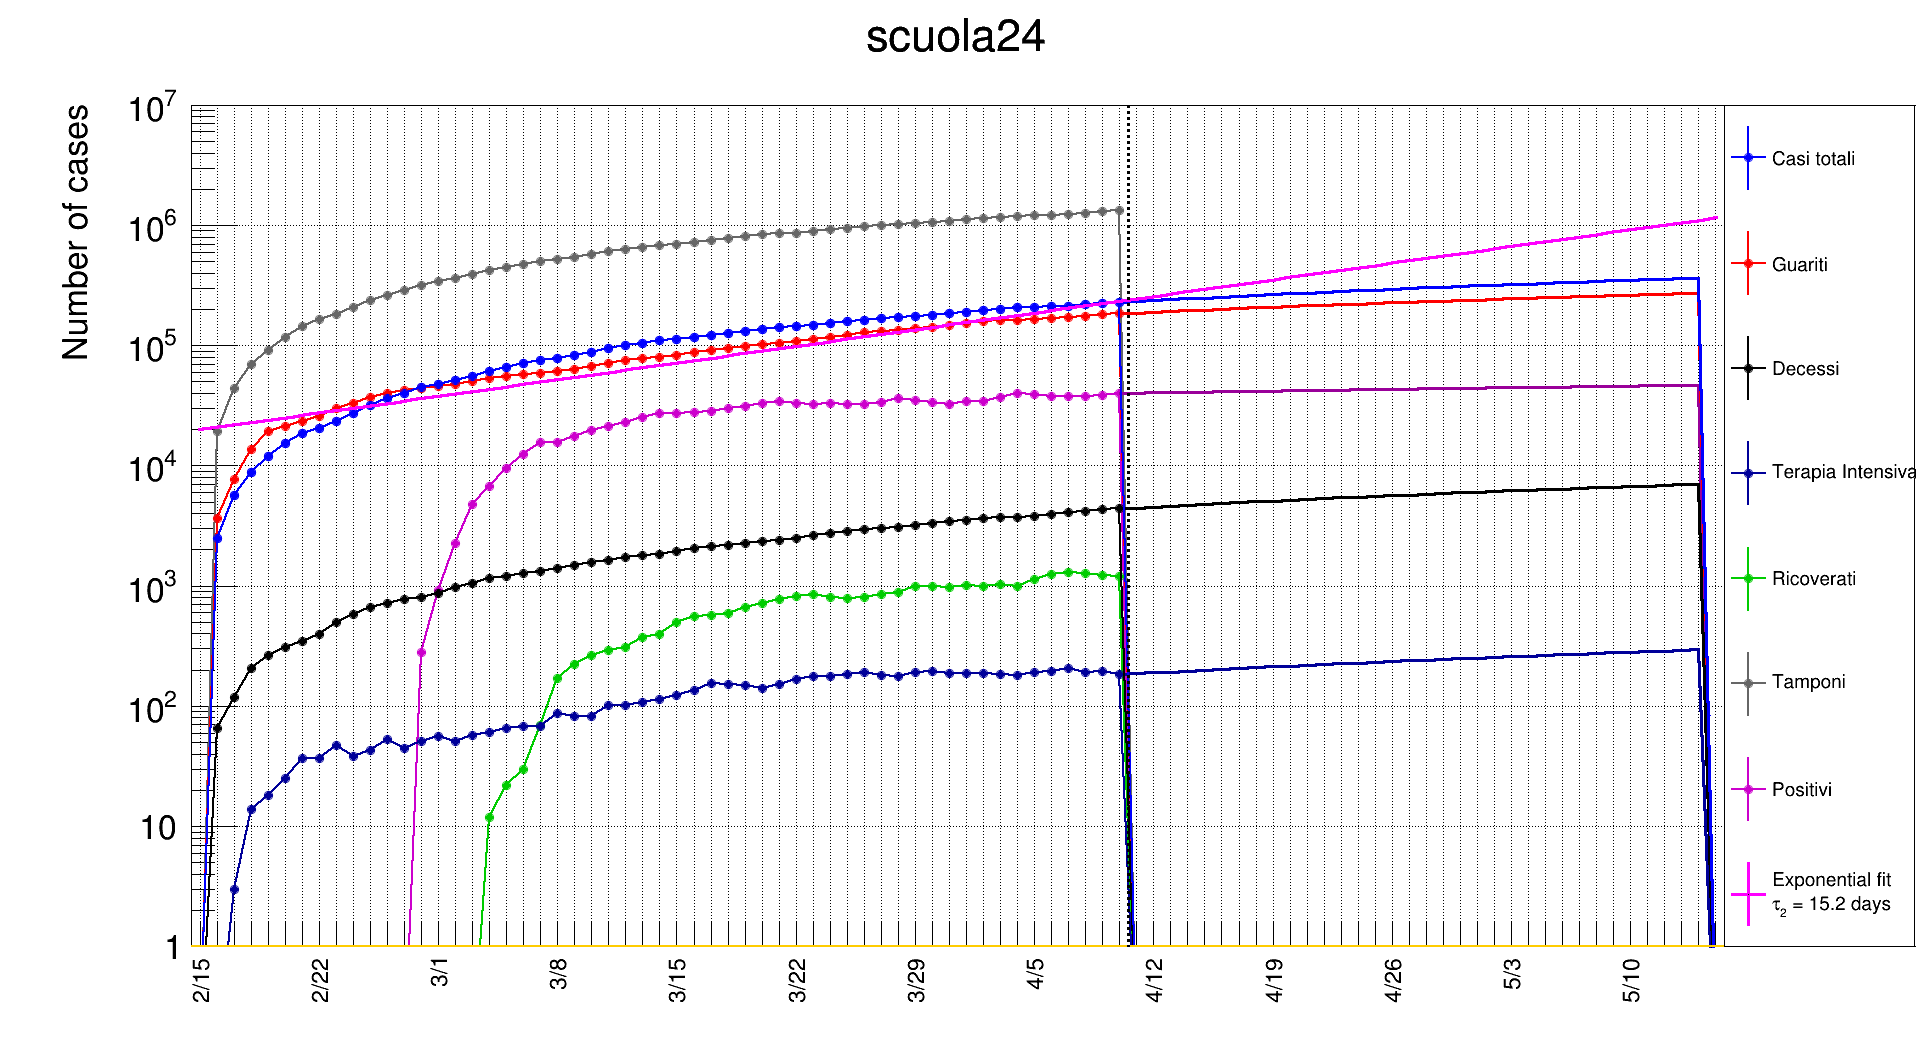 scuola24
Number of cases
10^7
10^6
10^5
10^4
10^3
10^2
10
1
2/15
2/22
3/1
3/8
3/15
3/22
3/29
4/5
4/12
4/19
4/26
5/3
5/10
Casi totali
Guariti
Decessi
Terapia Intensiva
Ricoverati
Tamponi
Positivi
Exponential fit
τ₂ = 15.2 days